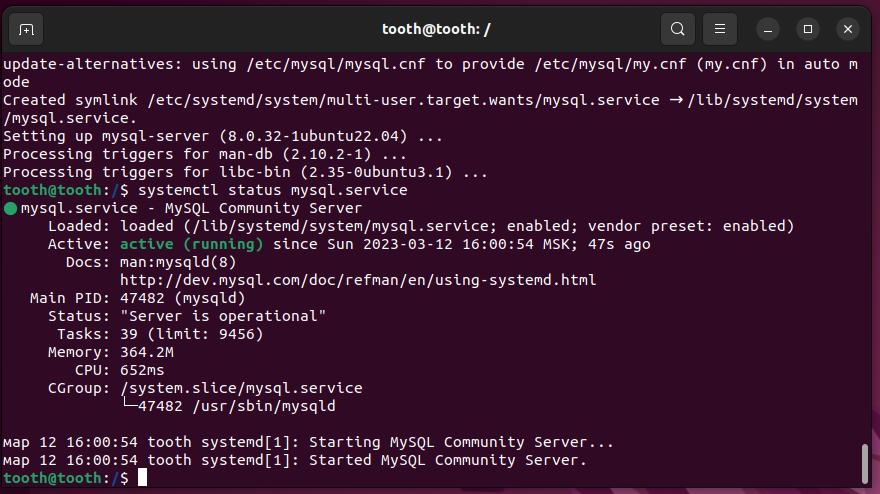 tooth@tooth: /
update-alternatives: using /etc/mysql/mysql.cnf to provide /etc/mysql/my.cnf (my.cnf) in auto m
ode
Created symlink /etc/systemd/system/multi-user.target.wants/mysql.service → /lib/systemd/system
/mysql.service.
Setting up mysql-server (8.0.32-1ubuntu22.04) ...
Processing triggers for man-db (2.10.2-1) ...
Processing triggers for libc-bin (2.35-0ubuntu3.1) ...
tooth@tooth:/$ systemctl status mysql.service
● mysql.service - MySQL Community Server
     Loaded: loaded (/lib/systemd/system/mysql.service; enabled; vendor preset: enabled)
     Active: active (running) since Sun 2023-03-12 16:00:54 MSK; 47s ago
       Docs: man:mysqld(8)
             http://dev.mysql.com/doc/refman/en/using-systemd.html
   Main PID: 47482 (mysqld)
     Status: "Server is operational"
      Tasks: 39 (limit: 9456)
     Memory: 364.2M
        CPU: 652ms
     CGroup: /system.slice/mysql.service
             └─47482 /usr/sbin/mysqld

мар 12 16:00:54 tooth systemd[1]: Starting MySQL Community Server...
мар 12 16:00:54 tooth systemd[1]: Started MySQL Community Server.
tooth@tooth:/$